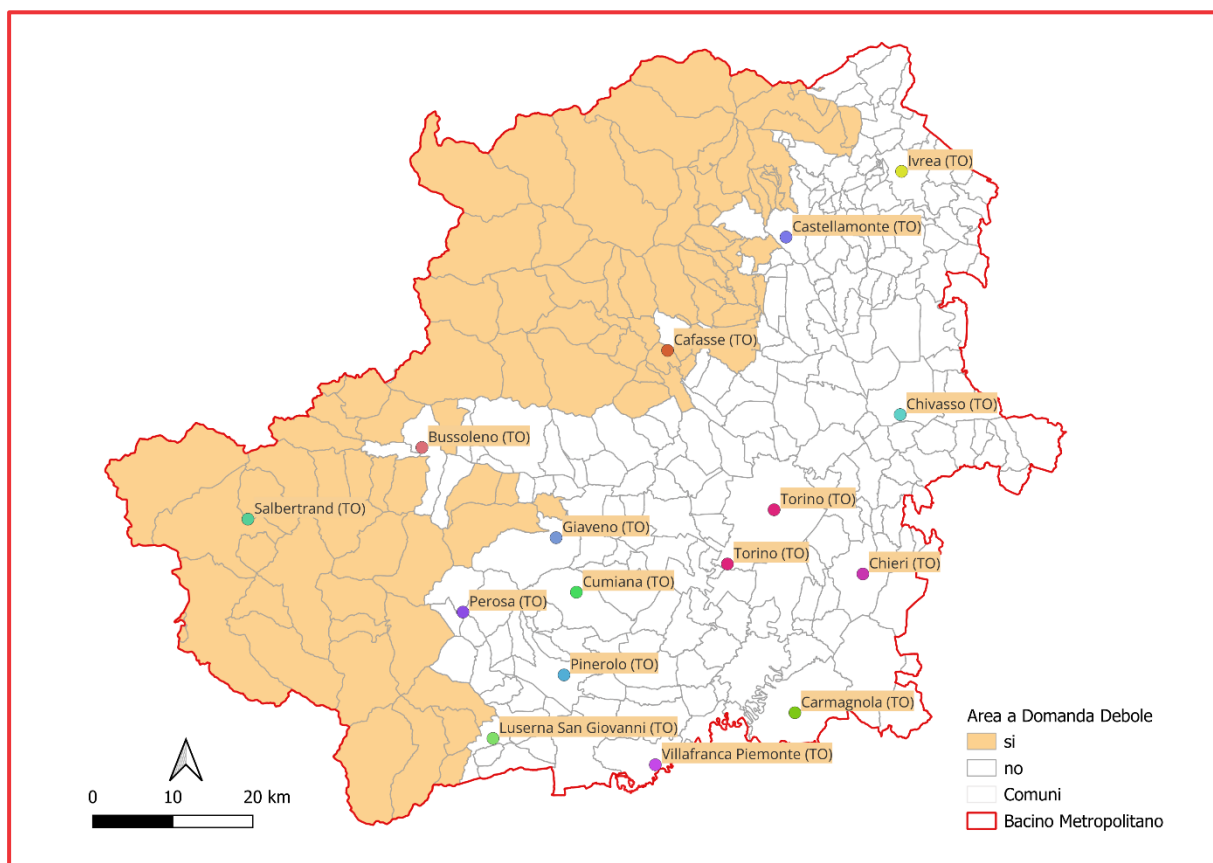 Ivrea (TO)
Castellamonte (TO)
Cafasse (TO)
Chivasso (TO)
Bussoleno (TO)
Salbertrand (TO)
Torino (TO)
Giaveno (TO)
Torino (TO)
Chieri (TO)
Cumiana (TO)
Perosa (TO)
Pinerolo (TO)
Carmagnola (TO)
Luserna San Giovanni (TO)
Villafranca Piemonte (TO)
Area a Domanda Debole
si
no
Comuni
Bacino Metropolitano
0 10 20 km